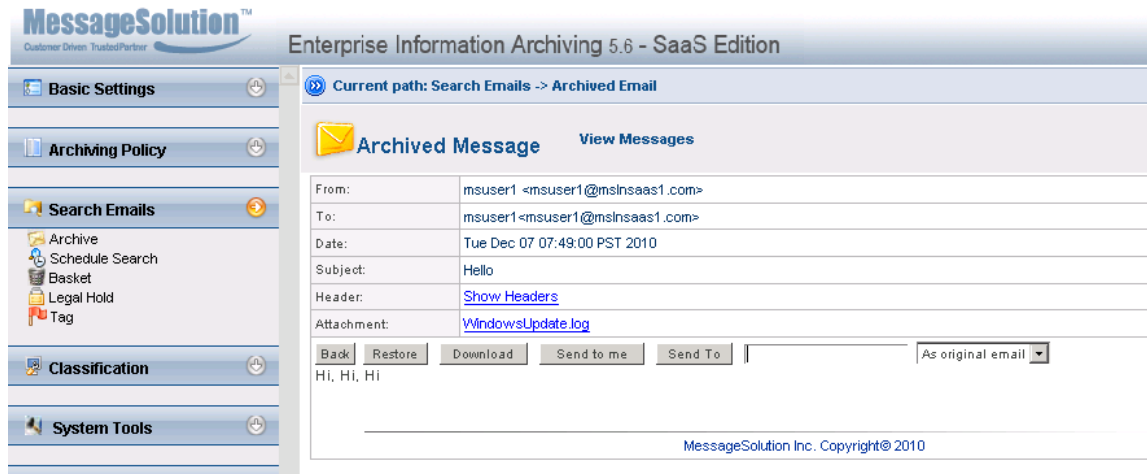 MessageSolution™
Customer Driven TrustedPartner
Enterprise Information Archiving 5.6 - SaaS Edition
Basic Settings
Archiving Policy
Search Emails
Archive
Schedule Search
Basket
Legal Hold
Tag
Classification
System Tools
Current path: Search Emails -> Archived Email
Archived Message View Messages
From: msuser1 <msuser1@mslnsaas1.com>
To: msuser1<msuser1@mslnsaas1.com>
Date: Tue Dec 07 07:49:00 PST 2010
Subject: Hello
Header: Show Headers
Attachment: WindowsUpdate.log
Back Restore Download Send to me Send To As original email
Hi, Hi, Hi
MessageSolution Inc. Copyright© 2010